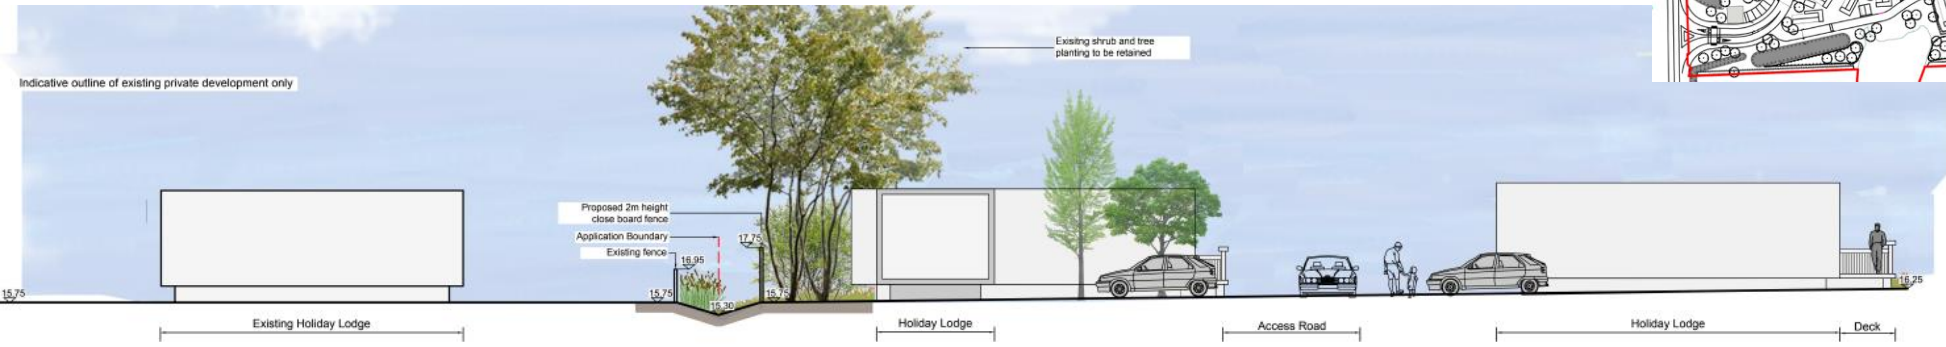 Exisitng shrub and tree
planting to be retained
Indicative outline of existing private development only
Proposed 2m height
close board fence
Application Boundary
Existing fence
17.75
16.95
15.75
15.75
15.30
15.75
16.25
Existing Holiday Lodge
Holiday Lodge
Access Road
Holiday Lodge
Deck